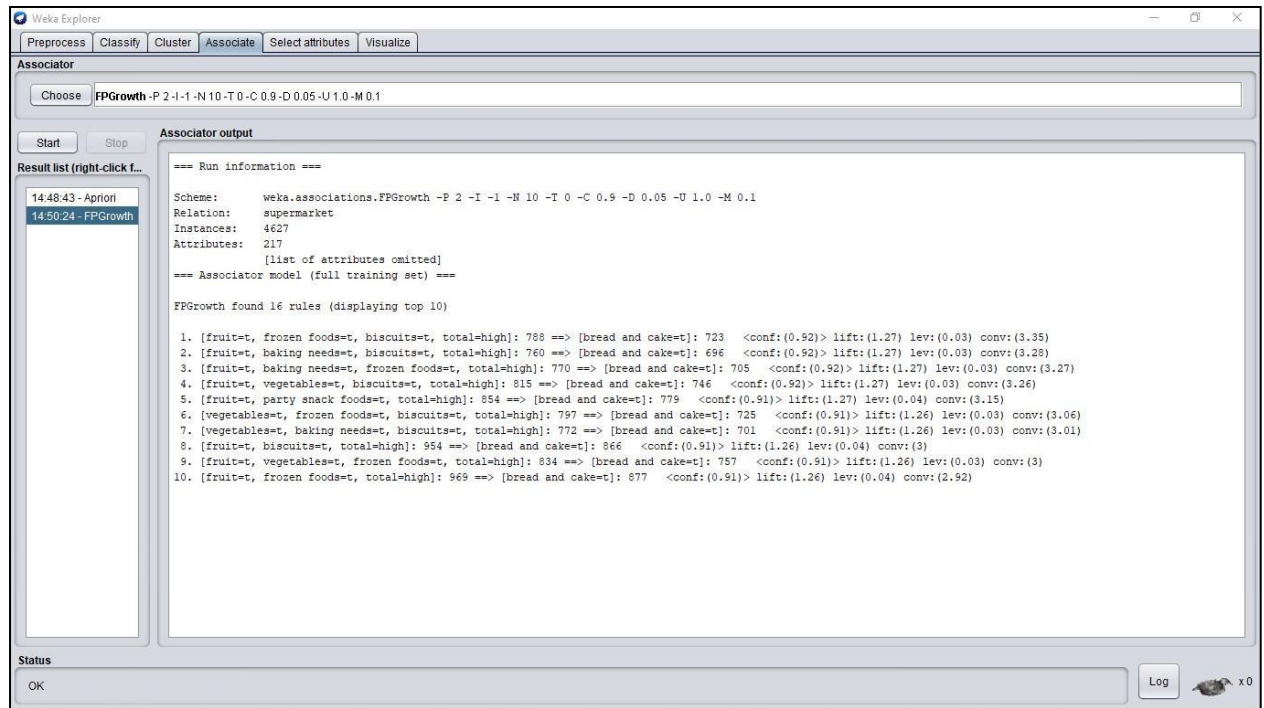 Weka Explorer
Preprocess Classify Cluster Associate Select attributes Visualize
Associator
Choose FPGrowth -P 2 -I -1 -N 10 -T 0 -C 0.9 -D 0.05 -U 1.0 -M 0.1
Start Stop
Result list (right-click f...
14:48:43 - Apriori
14:50:24 - FPGrowth
Associator output
=== Run information ===
Scheme: weka.associations.FPGrowth -P 2 -I -1 -N 10 -T 0 -C 0.9 -D 0.05 -U 1.0 -M 0.1
Relation: supermarket
Instances: 4627
Attributes: 217
[list of attributes omitted]
=== Associator model (full training set) ===
FPGrowth found 16 rules (displaying top 10)
1. [fruit=t, frozen foods=t, biscuits=t, total=high]: 788 ==> [bread and cake=t]: 723 <conf:(0.92)> lift:(1.27) lev:(0.03) conv:(3.35)
2. [fruit=t, baking needs=t, biscuits=t, total=high]: 760 ==> [bread and cake=t]: 696 <conf:(0.92)> lift:(1.27) lev:(0.03) conv:(3.28)
3. [fruit=t, baking needs=t, frozen foods=t, total=high]: 770 ==> [bread and cake=t]: 705 <conf:(0.92)> lift:(1.27) lev:(0.03) conv:(3.27)
4. [fruit=t, vegetables=t, biscuits=t, total=high]: 815 ==> [bread and cake=t]: 746 <conf:(0.92)> lift:(1.27) lev:(0.03) conv:(3.26)
5. [fruit=t, party snack foods=t, total=high]: 854 ==> [bread and cake=t]: 779 <conf:(0.91)> lift:(1.27) lev:(0.04) conv:(3.15)
6. [vegetables=t, frozen foods=t, biscuits=t, total=high]: 797 ==> [bread and cake=t]: 725 <conf:(0.91)> lift:(1.26) lev:(0.03) conv:(3.06)
7. [vegetables=t, baking needs=t, biscuits=t, total=high]: 772 ==> [bread and cake=t]: 701 <conf:(0.91)> lift:(1.26) lev:(0.03) conv:(3.01)
8. [fruit=t, biscuits=t, total=high]: 954 ==> [bread and cake=t]: 866 <conf:(0.91)> lift:(1.26) lev:(0.04) conv:(3)
9. [fruit=t, vegetables=t, frozen foods=t, total=high]: 834 ==> [bread and cake=t]: 757 <conf:(0.91)> lift:(1.26) lev:(0.03) conv:(3)
10. [fruit=t, frozen foods=t, total=high]: 969 ==> [bread and cake=t]: 877 <conf:(0.91)> lift:(1.26) lev:(0.04) conv:(2.92)
Status
OK
Log x 0